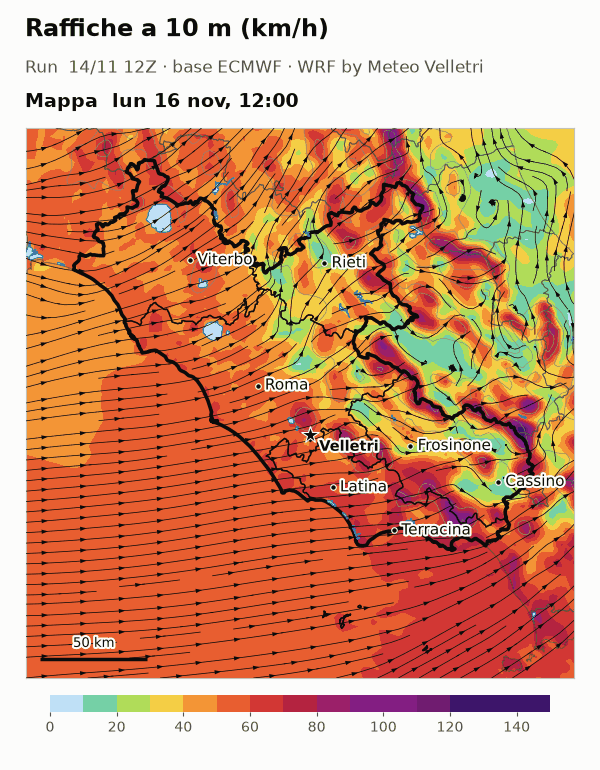 Raffiche a 10 m (km/h)
Run 14/11 12Z · base ECMWF · WRF by Meteo Velletri
Mappa lun 16 nov, 12:00
Viterbo
Rieti
Roma
Velletri
Frosinone
Cassino
Latina
Terracina
50 km
0 20 40 60 80 100 120 140